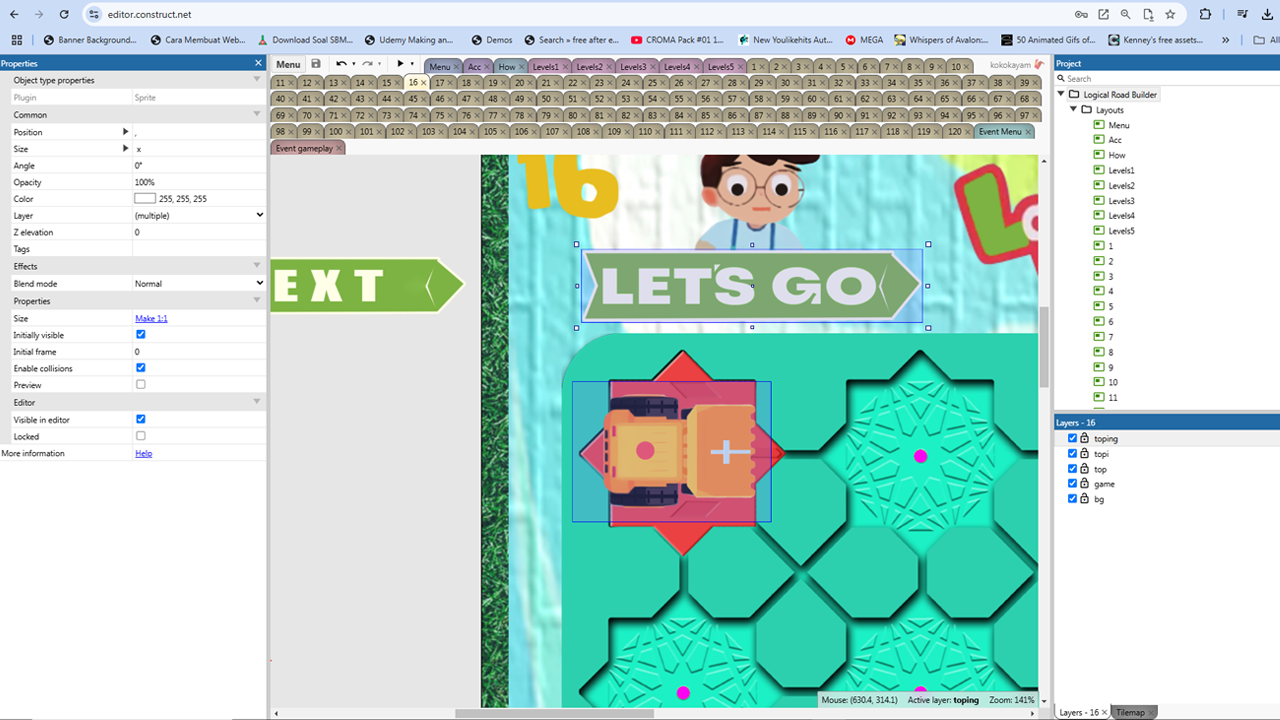 editor.construct.net
Banner Background... Cara Membuat Web... Download Soal SBM... Udemy Making an... Demos Search » free after e... CROMA Pack #01 1... New Youlikehits Aut... MEGA Whispers of Avalon:... 50 Animated Gifs of... Kenney's free assets... » All
Properties
Object type properties
Plugin Sprite
Common
Position ,
Size x
Angle 0°
Opacity 100%
Color 255, 255, 255
Layer (multiple)
Z elevation 0
Tags
Effects
Blend mode Normal
Properties
Size Make 1:1
Initially visible
Initial frame 0
Enable collisions
Preview
Editor
Visible in editor
Locked
More information Help
Menu Menu Acc How Levels1 Levels2 Levels3 Levels4 Levels5 1 2 3 4 5 6 7 8 9 10 kokokayam
11 12 13 14 15 16 17 18 19 20 21 22 23 24 25 26 27 28 29 30 31 32 33 34 35 36 37 38 39
40 41 42 43 44 45 46 47 48 49 50 51 52 53 54 55 56 57 58 59 60 61 62 63 64 65 66 67 68
69 70 71 72 73 74 75 76 77 78 79 80 81 82 83 84 85 86 87 88 89 90 91 92 93 94 95 96 97
98 99 100 101 102 103 104 105 106 107 108 109 110 111 112 113 114 115 116 117 118 119 120 Event Menu
Event gameplay
16
EXT
LET'S GO
Mouse: (630.4, 314.1) Active layer: toping Zoom: 141%
Project
Search
Logical Road Builder
Layouts
Menu
Acc
How
Levels1
Levels2
Levels3
Levels4
Levels5
1
2
3
4
5
6
7
8
9
10
11
Layers - 16
toping
topi
top
game
bg
Layers - 16 Tilemap